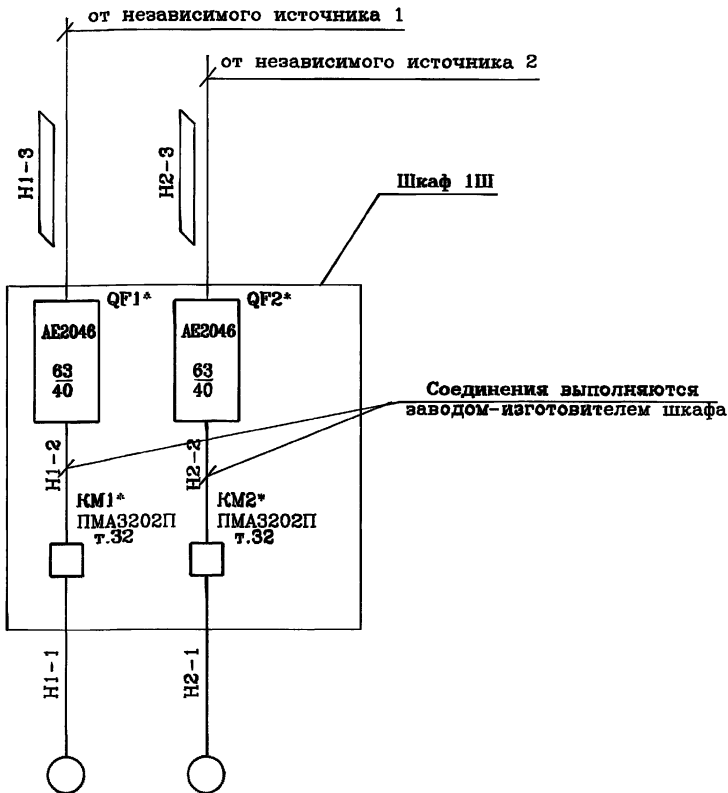 от независимого источника 1
от независимого источника 2
Н1-3
Н2-3
Шкаф 1Ш
QF1*
QF2*
АЕ2046
АЕ2046
63
40
63
40
Соединения выполняются
заводом-изготовителем шкафа
Н1-2
Н2-2
КМ1*
ПМА3202П
т.32
КМ2*
ПМА3202П
т.32
Н1-1
Н2-1